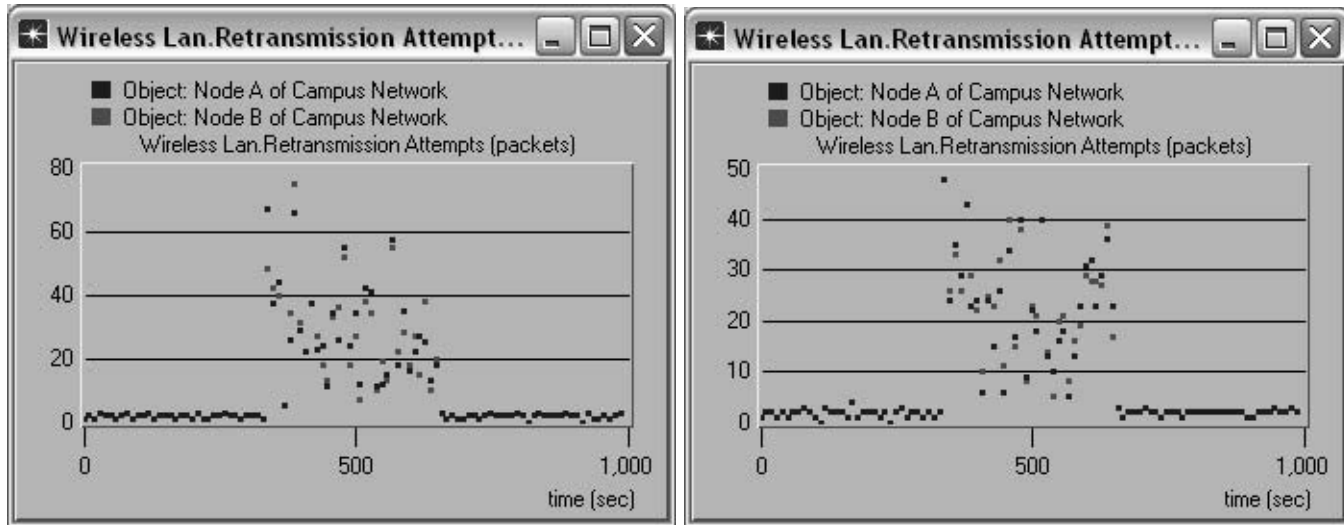 Wireless Lan.Retransmission Attempt...
Object: Node A of Campus Network
Object: Node B of Campus Network
Wireless Lan.Retransmission Attempts (packets)
80
60
40
20
0
0 500 1,000
time (sec)
Wireless Lan.Retransmission Attempt...
Object: Node A of Campus Network
Object: Node B of Campus Network
Wireless Lan.Retransmission Attempts (packets)
50
40
30
20
10
0
0 500 1,000
time (sec)